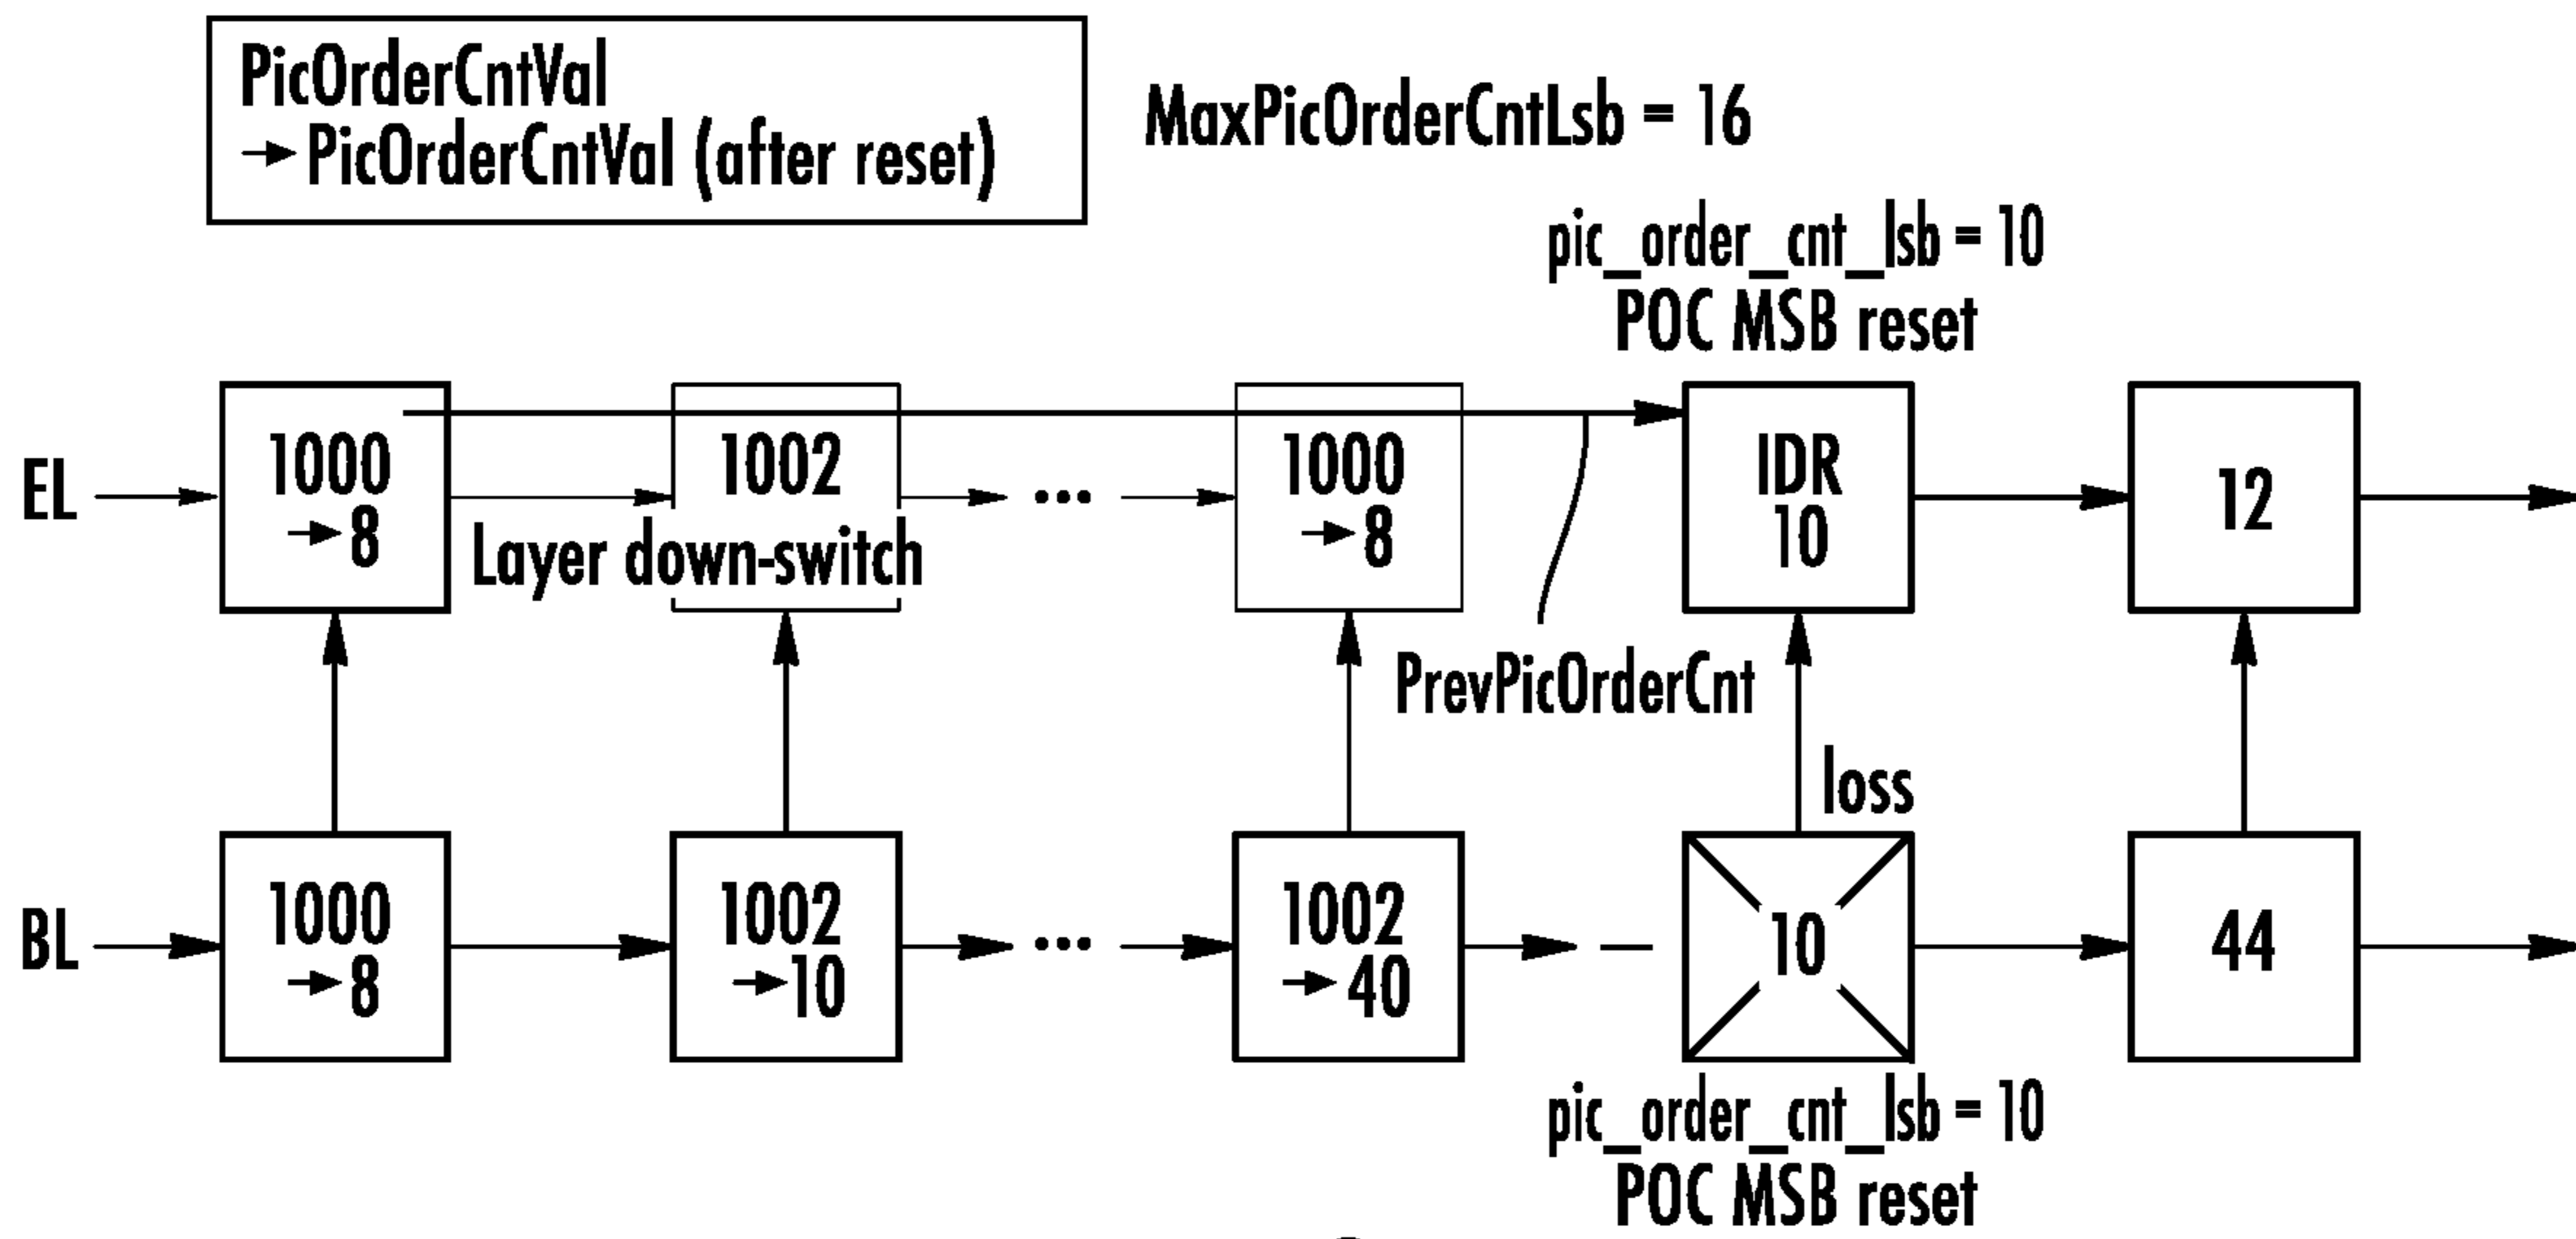 PicOrderCntVal
→ PicOrderCntVal (after reset)
MaxPicOrderCntLsb = 16
pic_order_cnt_lsb = 10
POC MSB reset
EL
1000
→ 8
1002
...
1000
→ 8
IDR
10
12
Layer down-switch
PrevPicOrderCnt
loss
BL
1000
→ 8
1002
→ 10
...
1002
→ 40
10
44
pic_order_cnt_lsb = 10
POC MSB reset